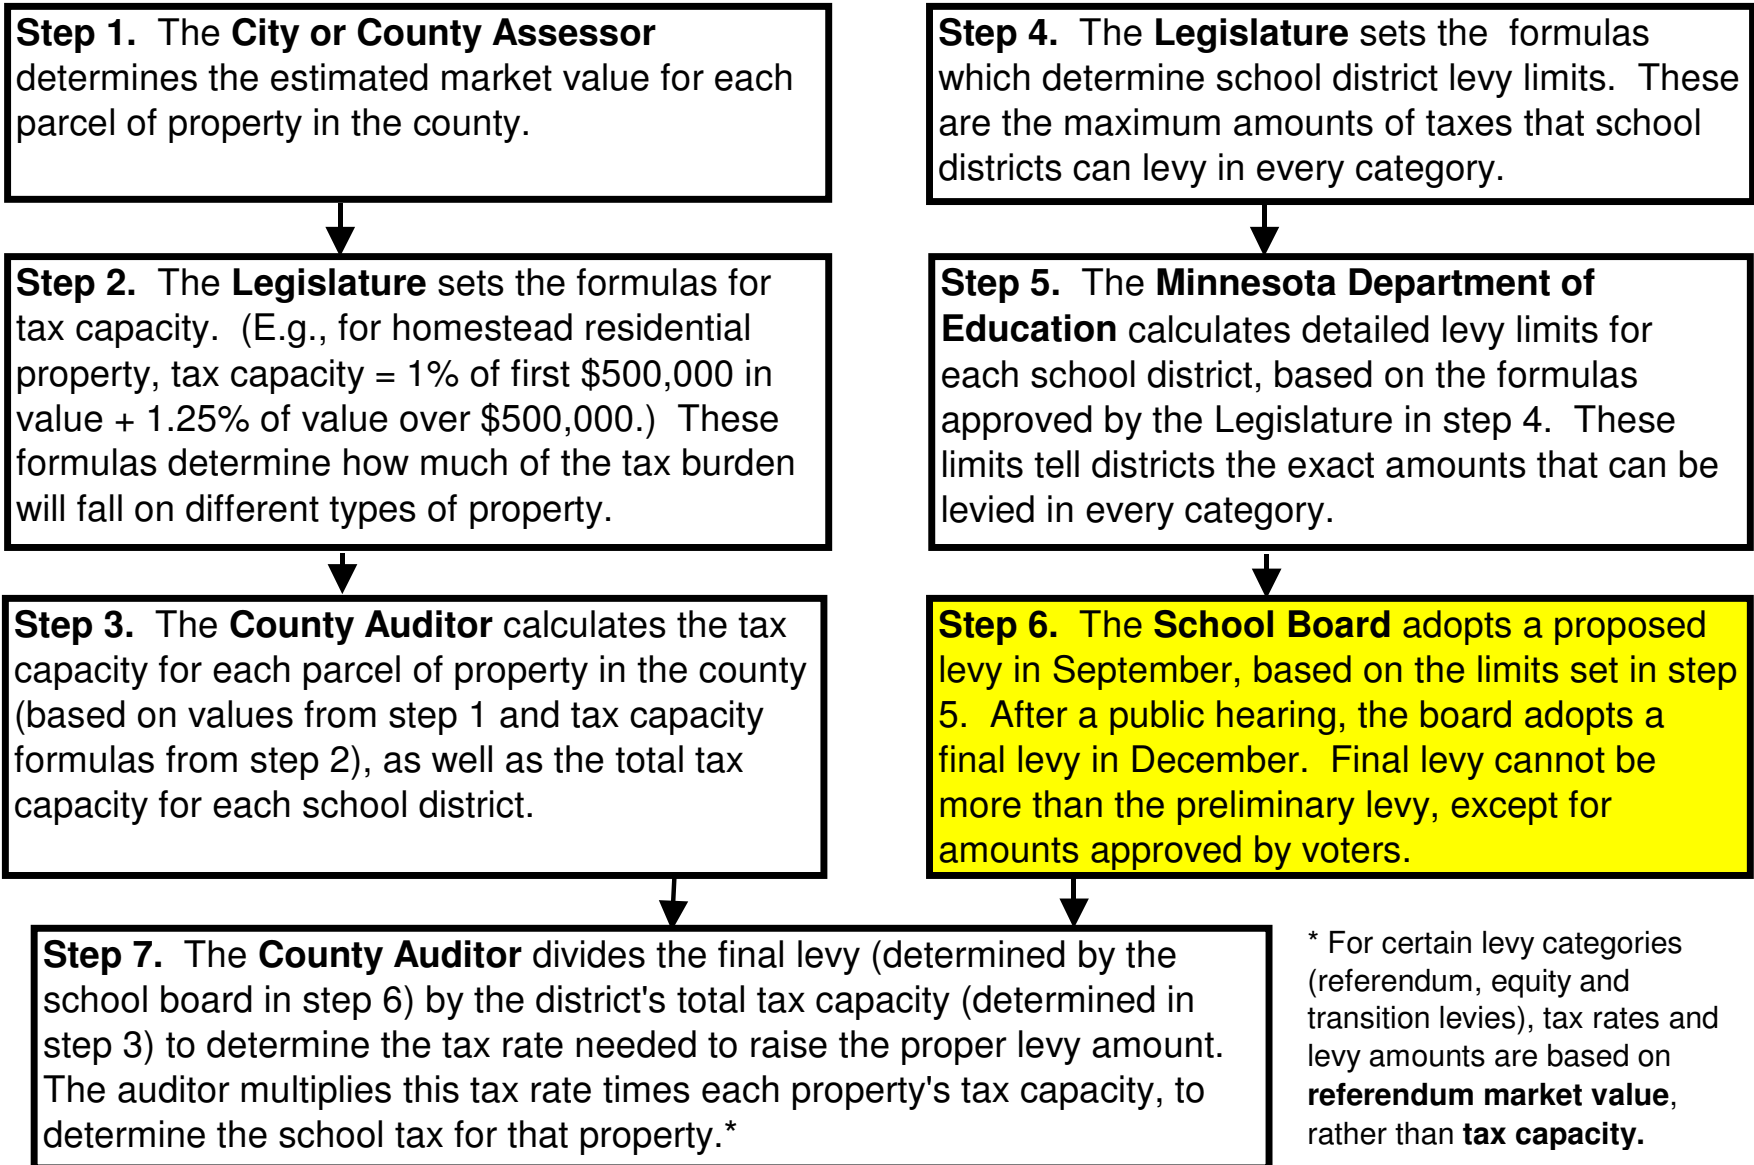 Step 1. The City or County Assessor
determines the estimated market value for each
parcel of property in the county.
Step 2. The Legislature sets the formulas for
tax capacity. (E.g., for homestead residential
property, tax capacity = 1% of first $500,000 in
value + 1.25% of value over $500,000.) These
formulas determine how much of the tax burden
will fall on different types of property.
Step 3. The County Auditor calculates the tax
capacity for each parcel of property in the county
(based on values from step 1 and tax capacity
formulas from step 2), as well as the total tax
capacity for each school district.
Step 4. The Legislature sets the formulas
which determine school district levy limits. These
are the maximum amounts of taxes that school
districts can levy in every category.
Step 5. The Minnesota Department of
Education calculates detailed levy limits for
each school district, based on the formulas
approved by the Legislature in step 4. These
limits tell districts the exact amounts that can be
levied in every category.
Step 6. The School Board adopts a proposed
levy in September, based on the limits set in step
5. After a public hearing, the board adopts a
final levy in December. Final levy cannot be
more than the preliminary levy, except for
amounts approved by voters.
Step 7. The County Auditor divides the final levy (determined by the
school board in step 6) by the district's total tax capacity (determined in
step 3) to determine the tax rate needed to raise the proper levy amount.
The auditor multiplies this tax rate times each property's tax capacity, to
determine the school tax for that property.*
* For certain levy categories
(referendum, equity and
transition levies), tax rates and
levy amounts are based on
referendum market value,
rather than tax capacity.